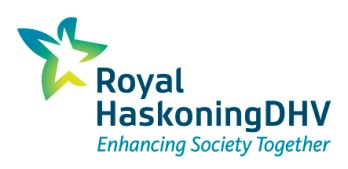 Royal
HaskoningDHV
Enhancing Society Together